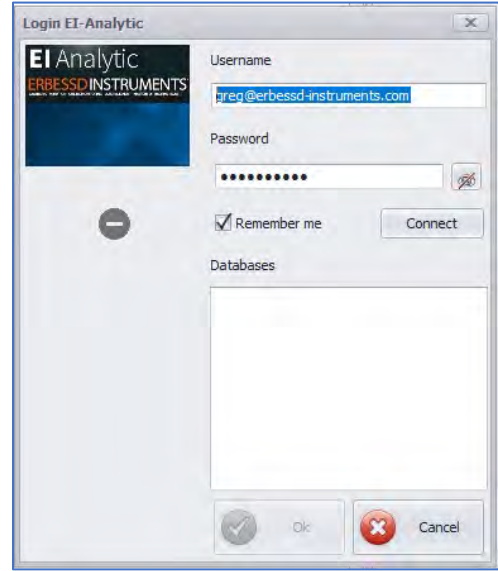 Login EI-Analytic
EI Analytic
ERBESSD INSTRUMENTS
Username
greg@erbessd-instruments.com
Password
Remember me
Connect
Databases
Ok
Cancel